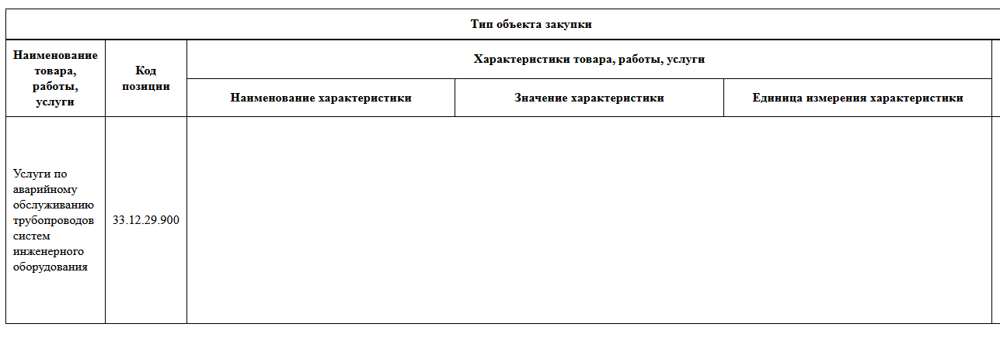 Тип объекта закупки
Наименование
товара,
работы,
услуги
Код
позиции
Характеристики товара, работы, услуги
Наименование характеристики
Значение характеристики
Единица измерения характеристики
Услуги по
аварийному
обслуживанию
трубопроводов
систем
инженерного
оборудования
33.12.29.900